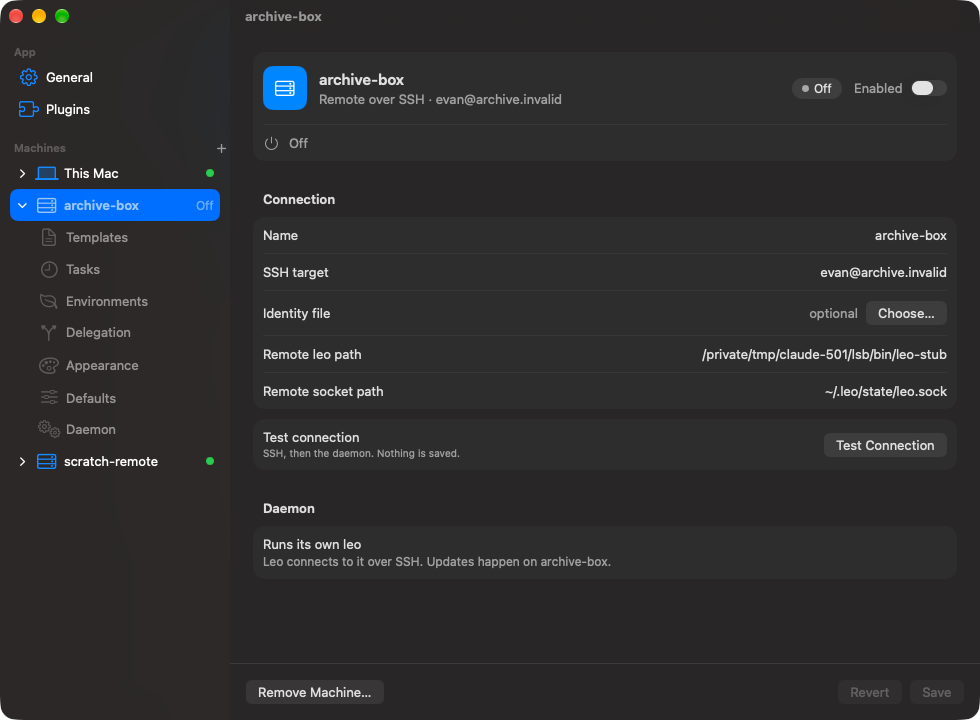 archive-box
App
General
Plugins
Machines
This Mac
archive-box Off
Templates
Tasks
Environments
Delegation
Appearance
Defaults
Daemon
scratch-remote
archive-box
Remote over SSH · evan@archive.invalid
Off Enabled
Off
Connection
Name archive-box
SSH target evan@archive.invalid
Identity file optional Choose...
Remote leo path /private/tmp/claude-501/lsb/bin/leo-stub
Remote socket path ~/.leo/state/leo.sock
Test connection
SSH, then the daemon. Nothing is saved.
Test Connection
Daemon
Runs its own leo
Leo connects to it over SSH. Updates happen on archive-box.
Remove Machine... Revert Save